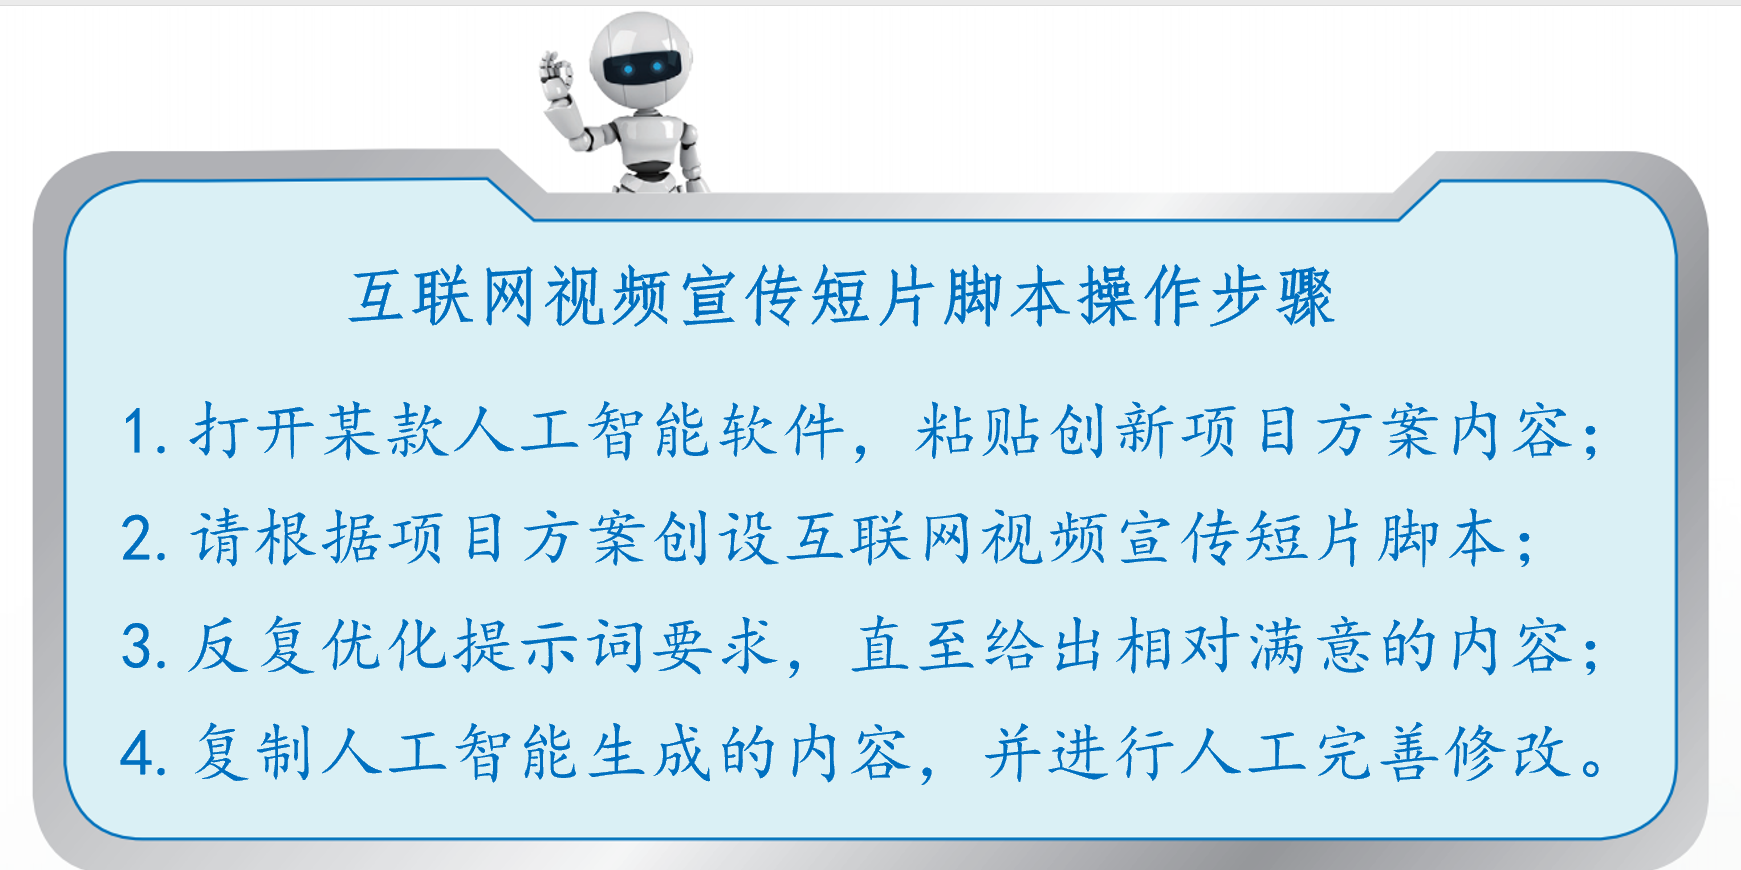 互联网视频宣传短片脚本操作步骤
1. 打开某款人工智能软件，粘贴创新项目方案内容；
2. 请根据项目方案创设互联网视频宣传短片脚本；
3. 反复优化提示词要求，直至给出相对满意的内容；
4. 复制人工智能生成的内容，并进行人工完善修改。